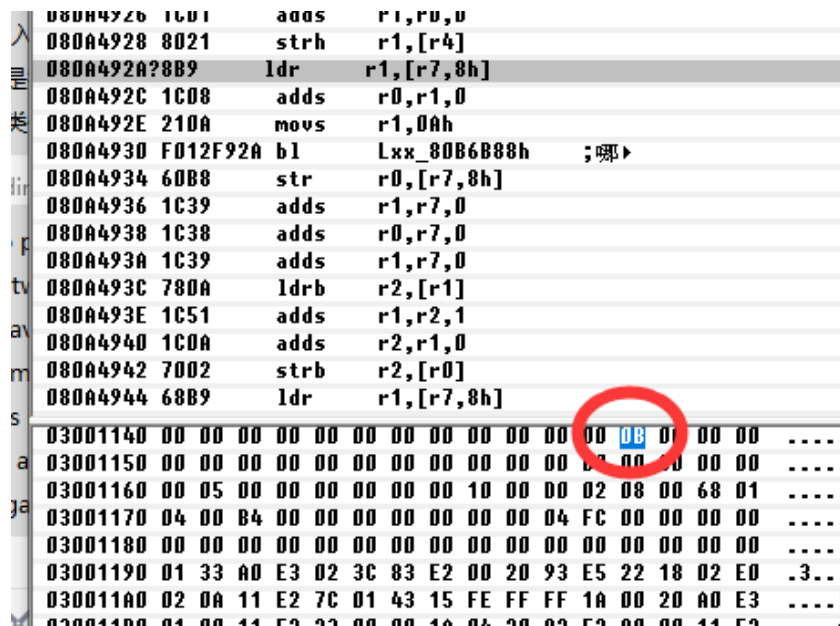 080A4926 1C01 adds r1,r0,0
080A4928 8021 strh r1,[r4]
080A492A?8B9 ldr r1,[r7,8h]
080A492C 1C08 adds r0,r1,0
080A492E 210A movs r1,0Ah
080A4930 F012F92A bl Lxx_80B6B88h ;哪▶
080A4934 60B8 str r0,[r7,8h]
080A4936 1C39 adds r1,r7,0
080A4938 1C38 adds r0,r7,0
080A493A 1C39 adds r1,r7,0
080A493C 780A ldrb r2,[r1]
080A493E 1C51 adds r1,r2,1
080A4940 1C0A adds r2,r1,0
080A4942 7002 strb r2,[r0]
080A4944 68B9 ldr r1,[r7,8h]
03001140 00 00 00 00 00 00 00 00 00 00 00 00 0B 00 00 00 ....
03001150 00 00 00 00 00 00 00 00 00 00 00 00 00 00 00 00 ....
03001160 00 05 00 00 00 00 00 00 10 00 D0 02 08 00 68 01 ....
03001170 04 00 B4 00 00 00 00 00 00 00 04 FC 00 00 00 00 ....
03001180 00 00 00 00 00 00 00 00 00 00 00 00 00 00 00 00 ....
03001190 01 33 A0 E3 02 3C 83 E2 00 20 93 E5 22 18 02 E0 .3..
030011A0 02 0A 11 E2 7C 01 43 15 FE FF FF 1A 00 20 A0 E3 ....